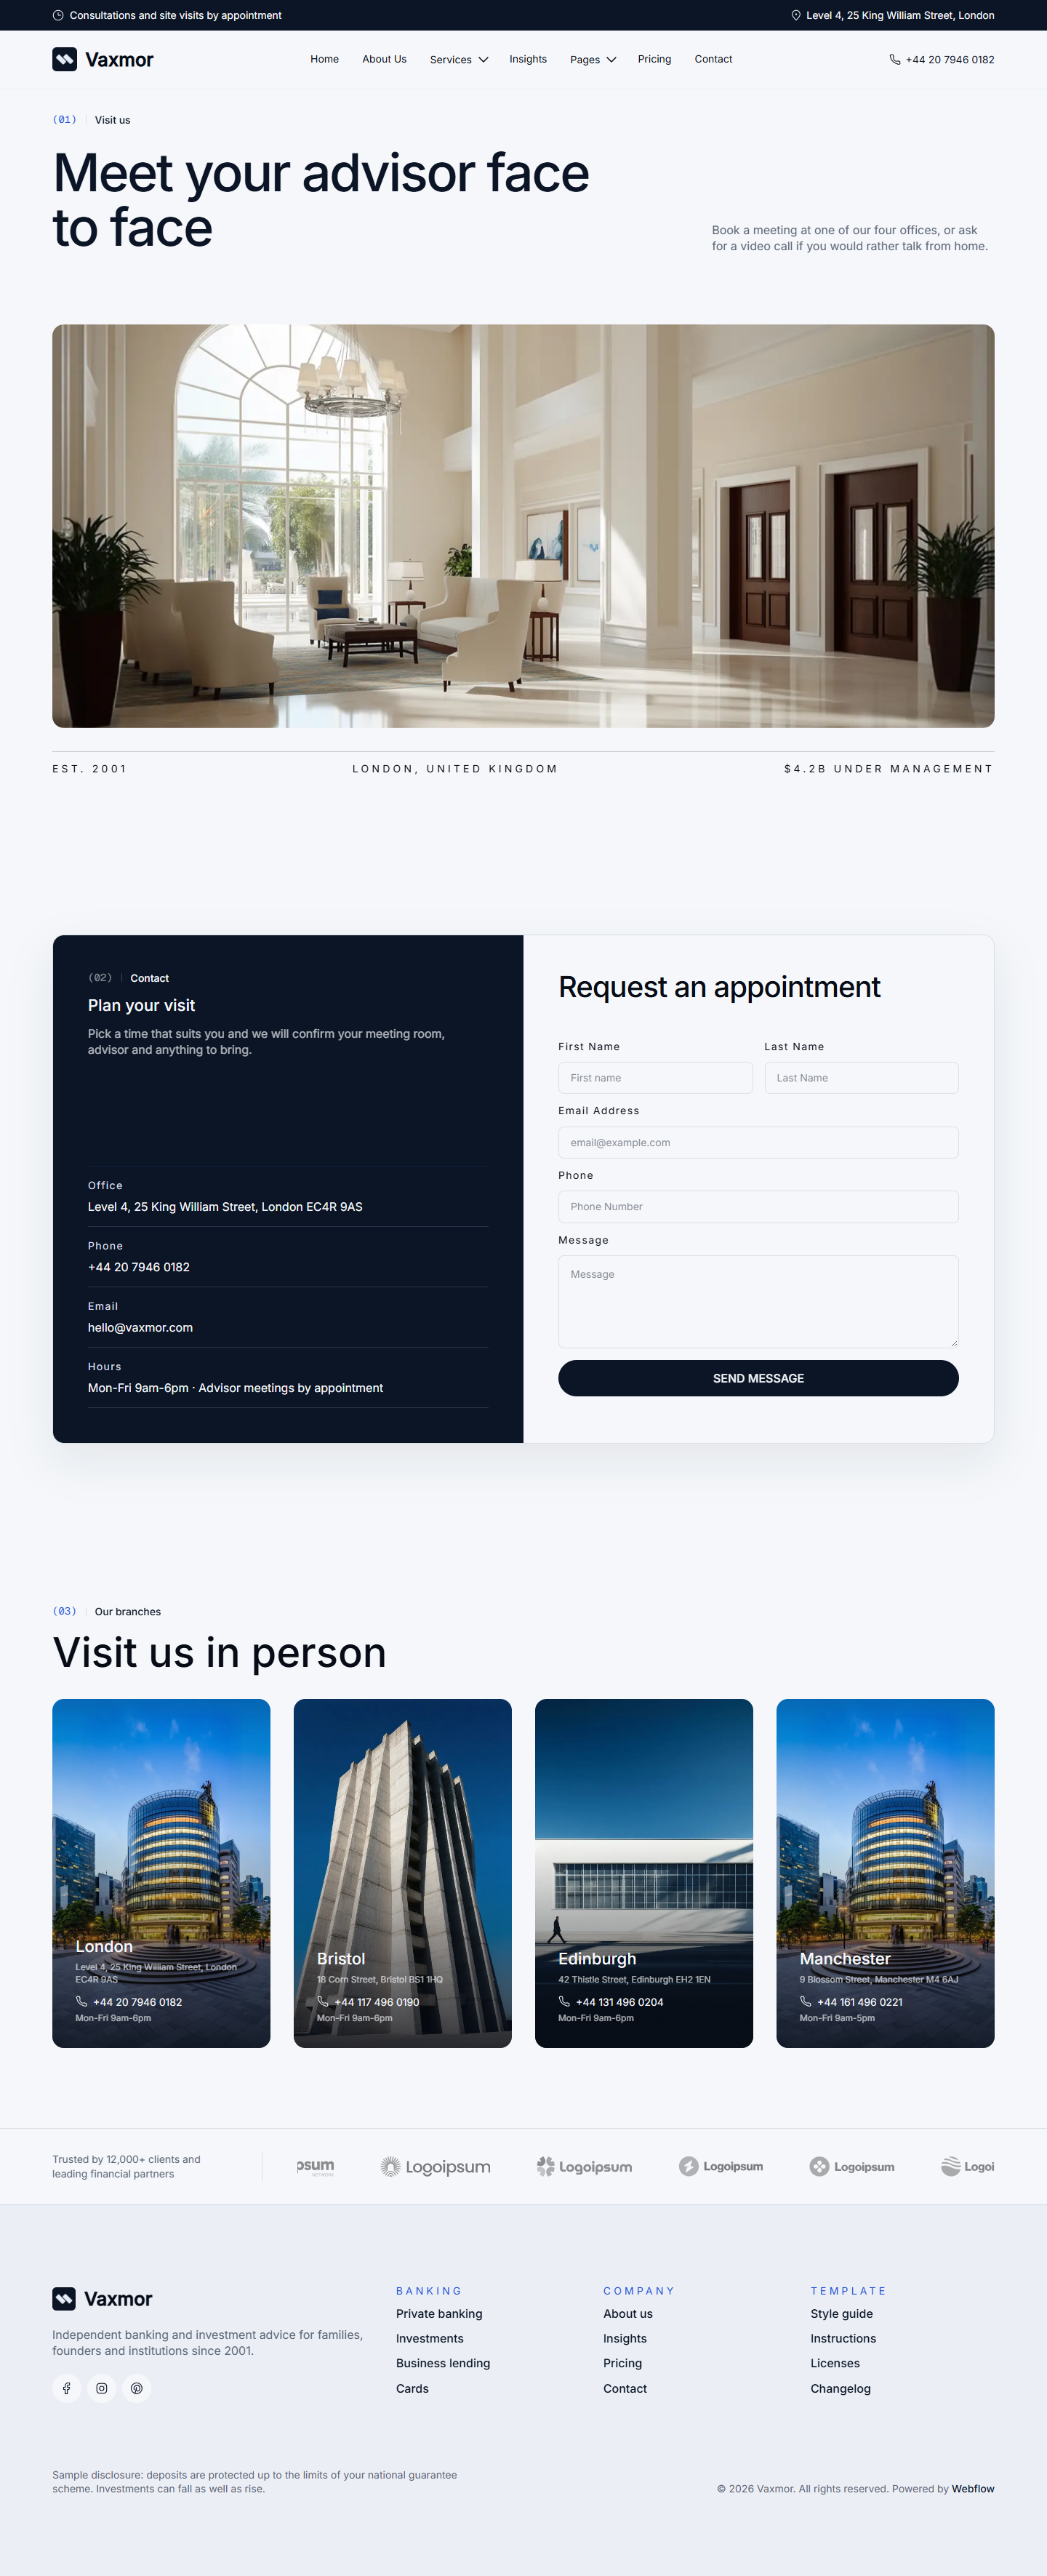 Consultations and site visits by appointment
Level 4, 25 King William Street, London
Vaxmor
Home
About Us
Services
Insights
Pages
Pricing
Contact
+44 20 7946 0182
(01)
Visit us
Meet your advisor face
to face
Book a meeting at one of our four offices, or ask
for a video call if you would rather talk from home.
EST. 2001
LONDON, UNITED KINGDOM
$4.2B UNDER MANAGEMENT
(02)
Contact
Plan your visit
Pick a time that suits you and we will confirm your meeting room,
advisor and anything to bring.
Office
Level 4, 25 King William Street, London EC4R 9AS
Phone
+44 20 7946 0182
Email
hello@vaxmor.com
Hours
Mon-Fri 9am-6pm · Advisor meetings by appointment
Request an appointment
First Name
Last Name
First name
Last Name
Email Address
email@example.com
Phone
Phone Number
Message
Message
SEND MESSAGE
(03)
Our branches
Visit us in person
London
Level 4, 25 King William Street, London
EC4R 9AS
+44 20 7946 0182
Mon-Fri 9am-6pm
Bristol
18 Corn Street, Bristol BS1 1HQ
+44 117 496 0190
Mon-Fri 9am-6pm
Edinburgh
42 Thistle Street, Edinburgh EH2 1EN
+44 131 496 0204
Mon-Fri 9am-6pm
Manchester
9 Blossom Street, Manchester M4 6AJ
+44 161 496 0221
Mon-Fri 9am-5pm
Trusted by 12,000+ clients and
leading financial partners
psum
NETWORK
Logoipsum
Logoipsum
Logoipsum
Logoipsum
Logoi
Vaxmor
Independent banking and investment advice for families,
founders and institutions since 2001.
BANKING
Private banking
Investments
Business lending
Cards
COMPANY
About us
Insights
Pricing
Contact
TEMPLATE
Style guide
Instructions
Licenses
Changelog
Sample disclosure: deposits are protected up to the limits of your national guarantee
scheme. Investments can fall as well as rise.
© 2026 Vaxmor. All rights reserved. Powered by Webflow